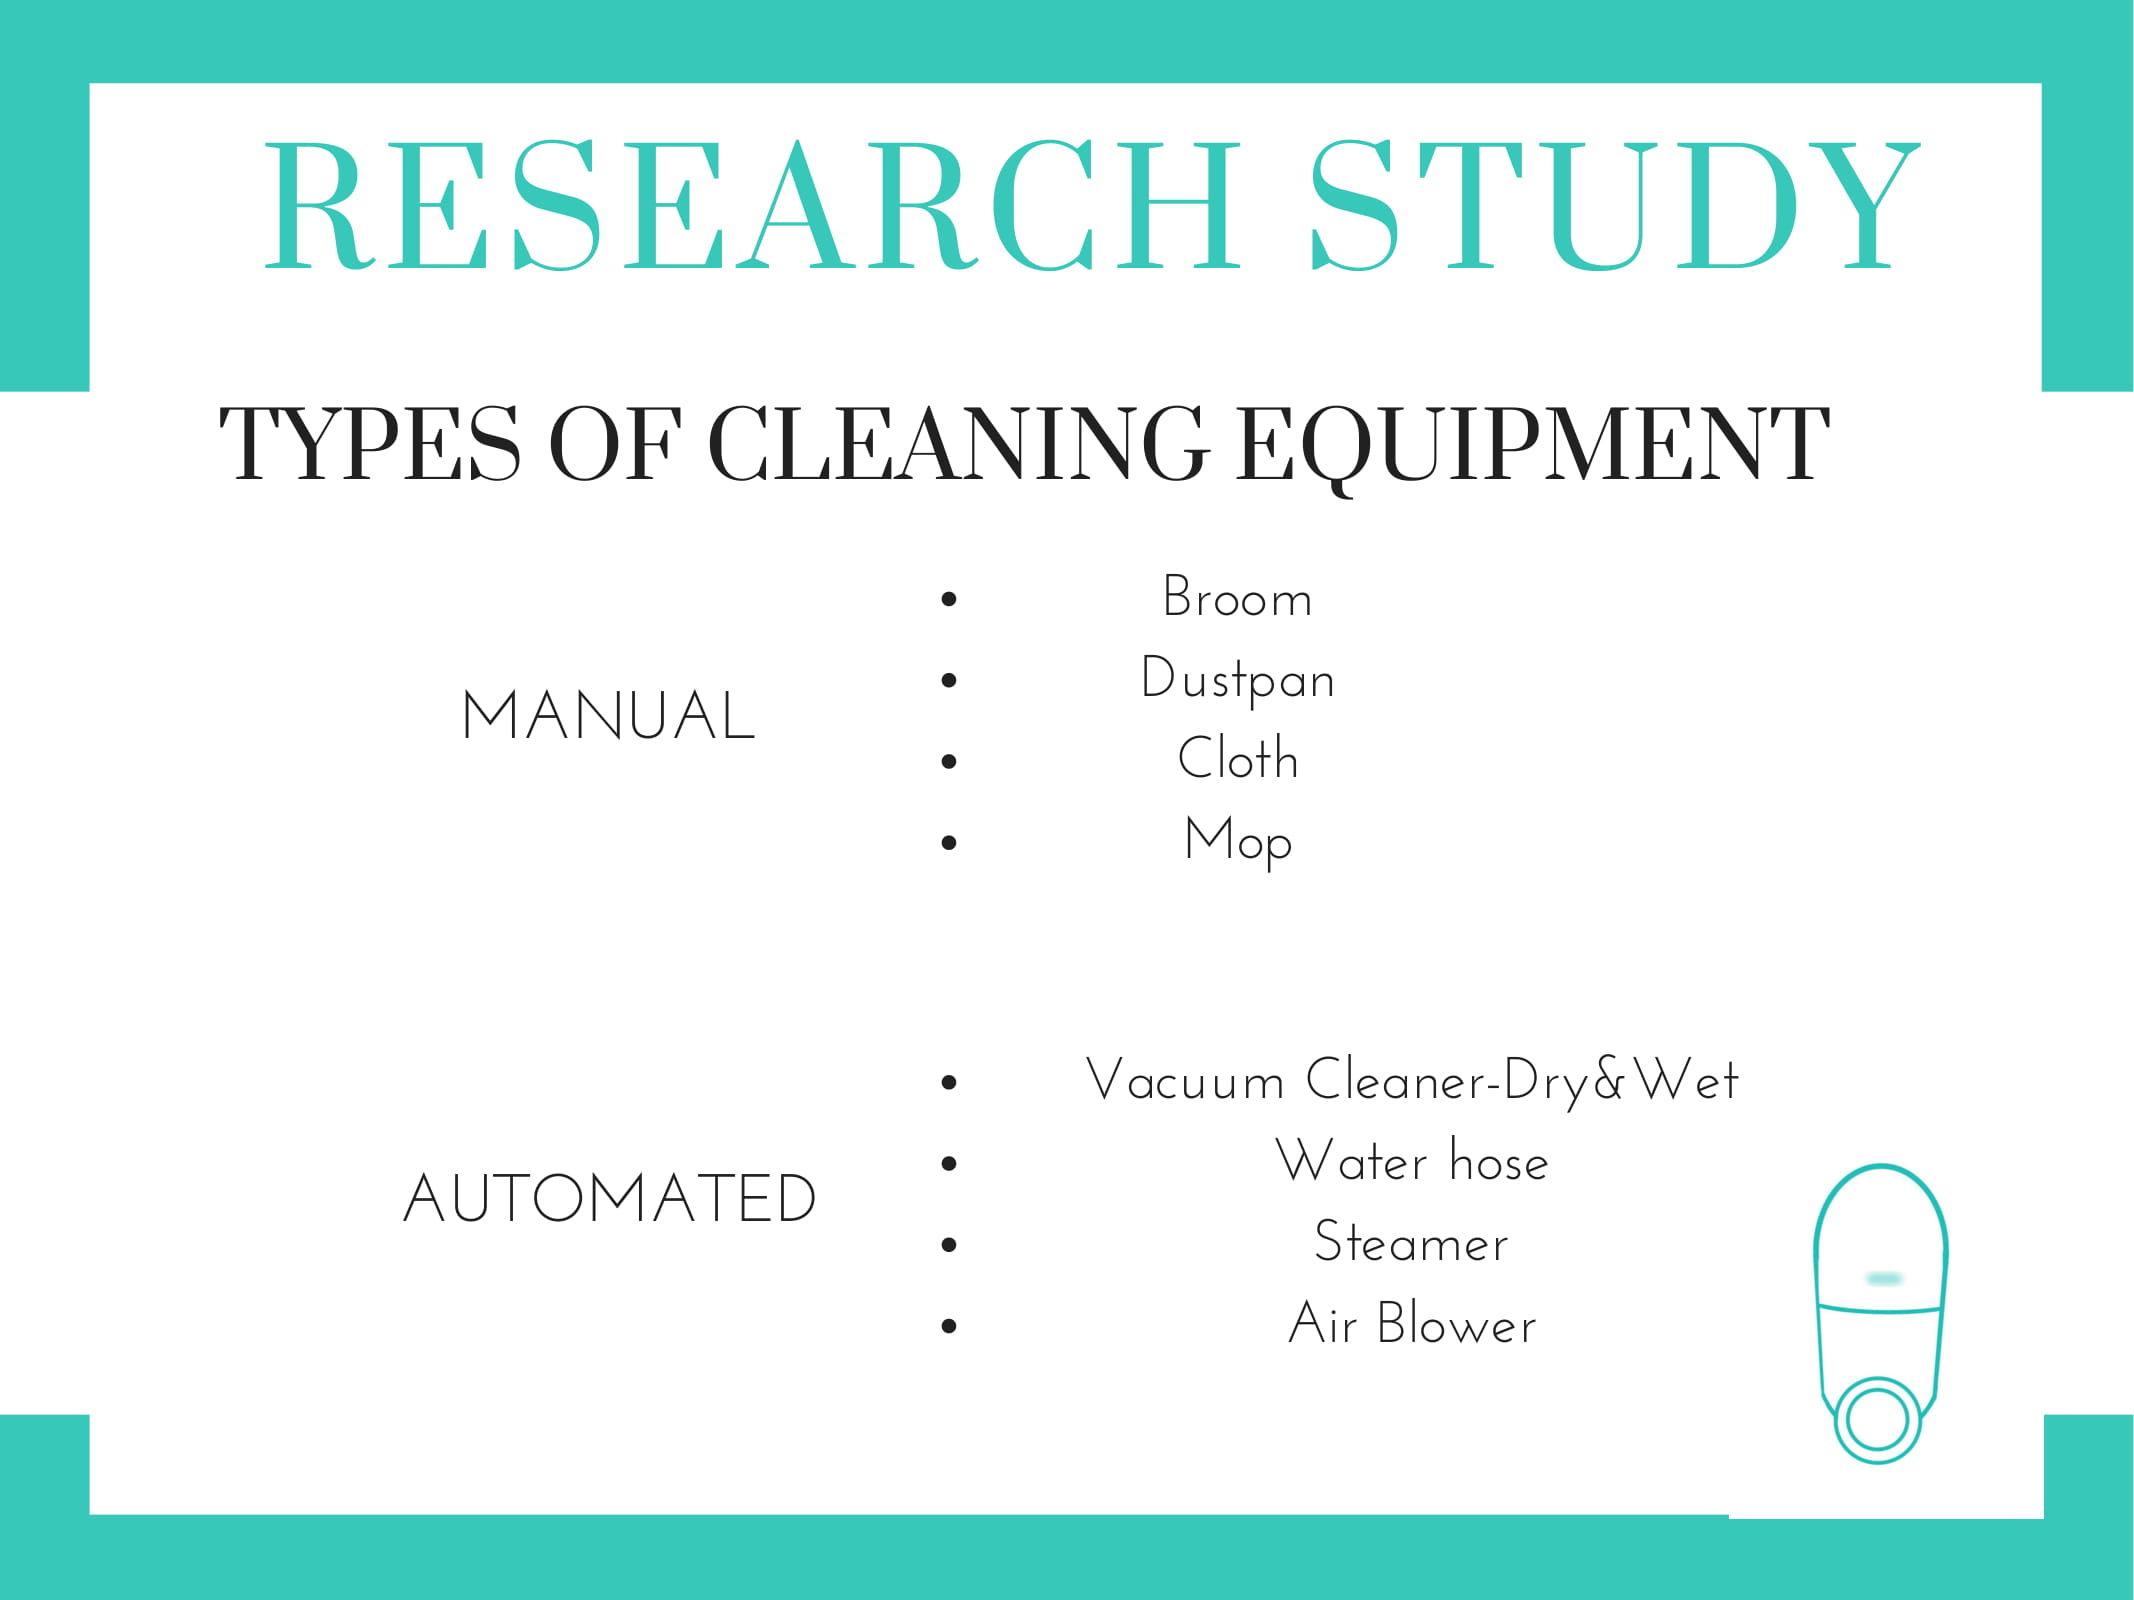 RESEARCH STUDY
TYPES OF CLEANING EQUIPMENT
MANUAL
• Broom
• Dustpan
• Cloth
• Mop
AUTOMATED
• Vacuum Cleaner-Dry&Wet
• Water hose
• Steamer
• Air Blower